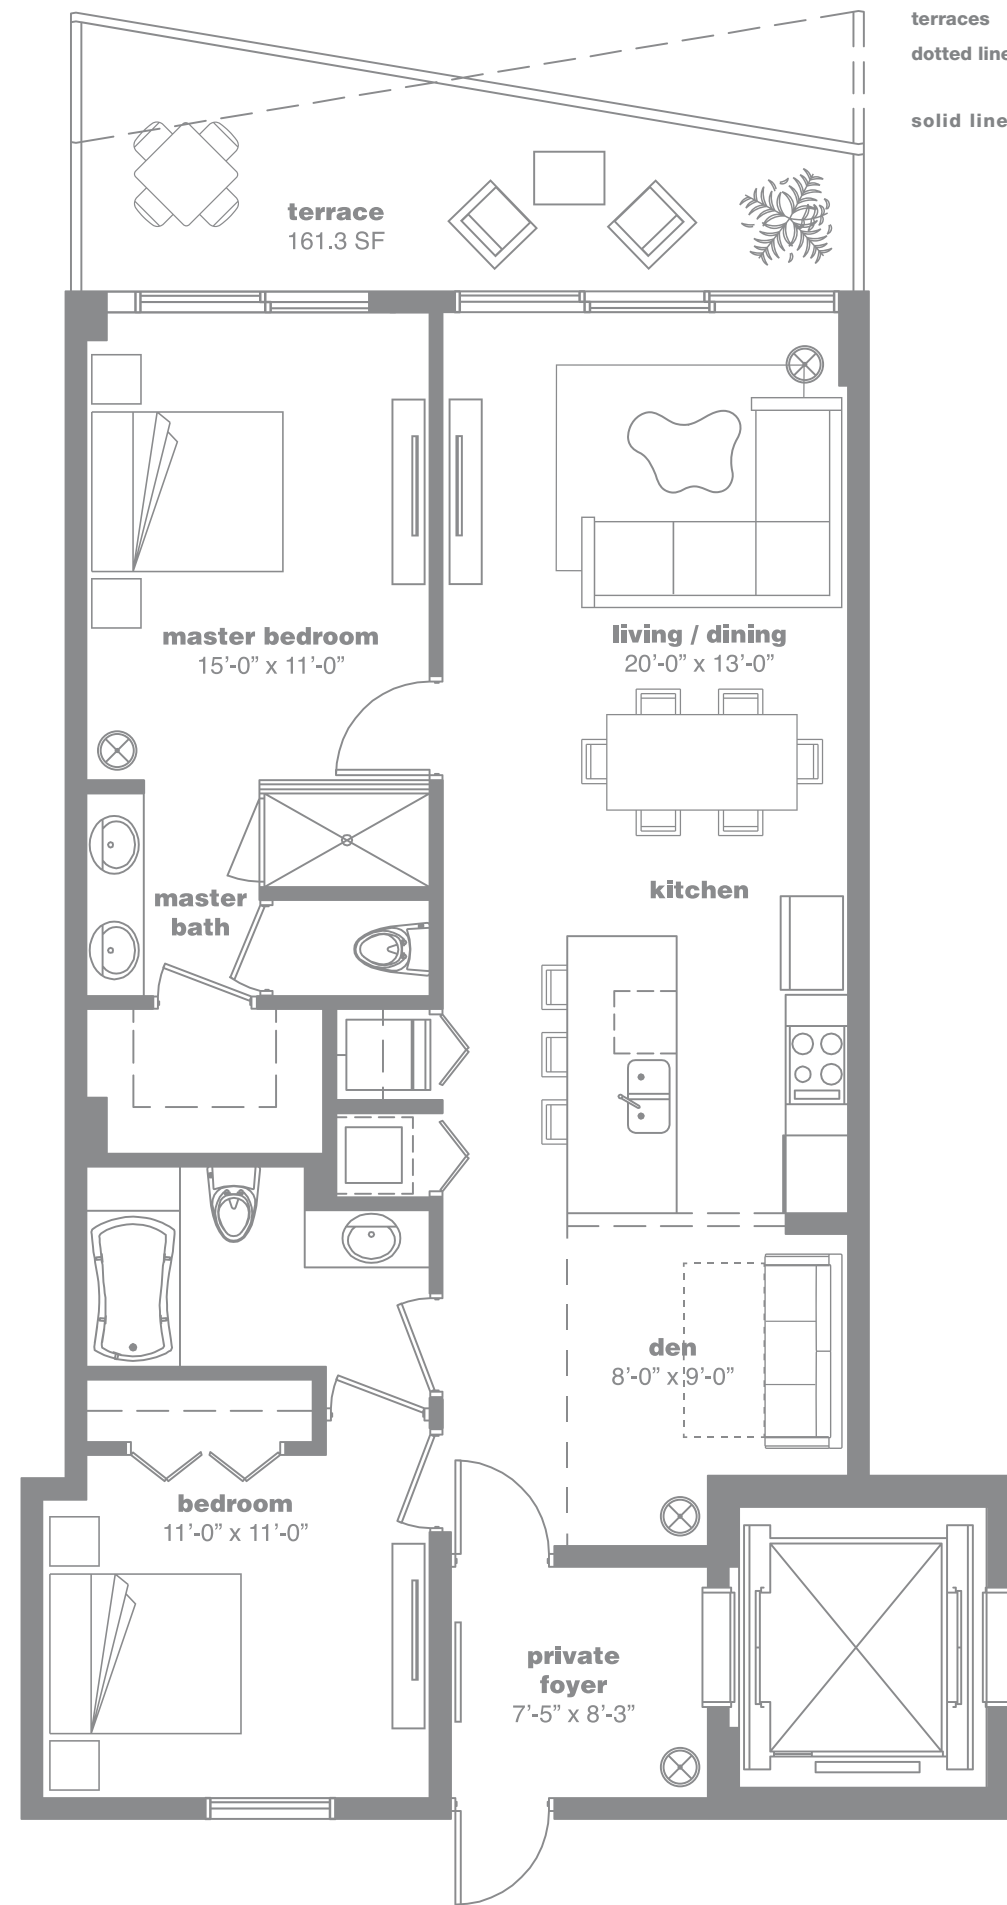 terraces
dotted line
solid line
terrace
161.3 SF
master bedroom
15’-0” x 11’-0”
living / dining
20’-0” x 13’-0”
master
bath
kitchen
den
8’-0” x 9’-0”
bedroom
11’-0” x 11’-0”
private
foyer
7’-5” x 8’-3”